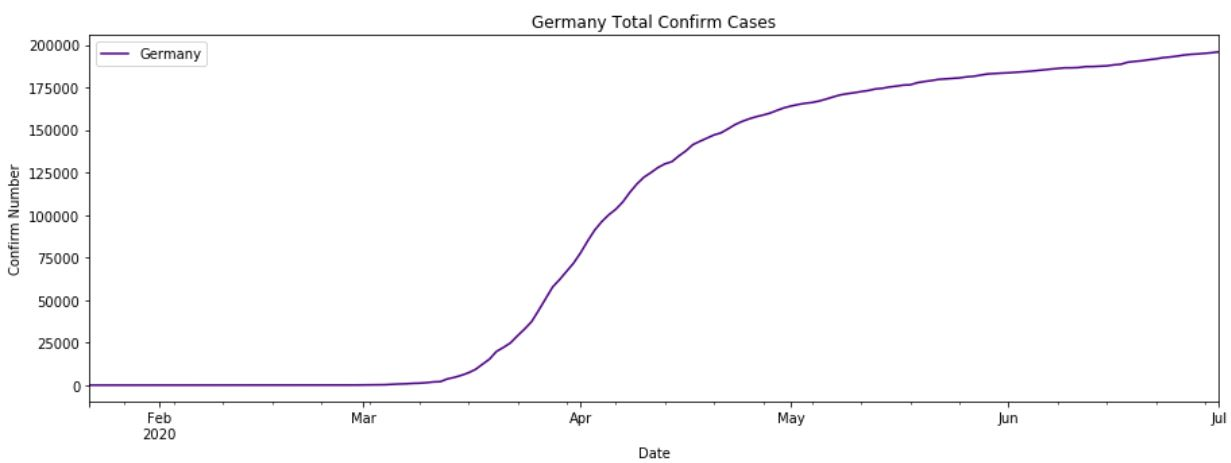 Germany Total Confirm Cases
Germany
200000
175000
150000
125000
100000
75000
50000
25000
0
Confirm Number
Feb Mar Apr May Jun Jul
2020
Date